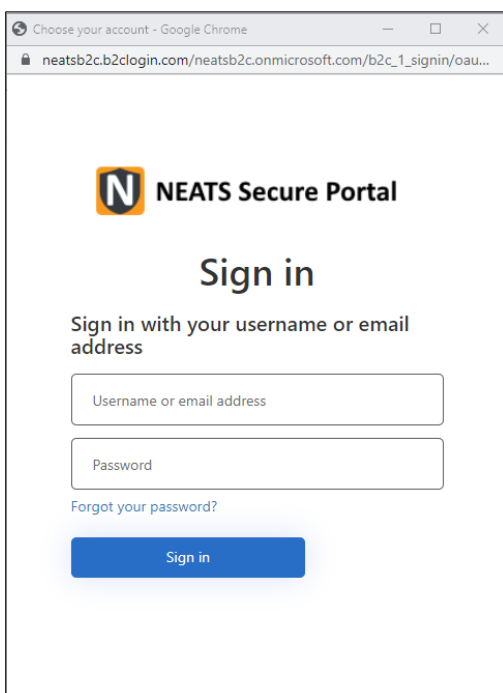 Choose your account - Google Chrome
neatsb2c.b2clogin.com/neatsb2c.onmicrosoft.com/b2c_1_signin/oau...
N NEATS Secure Portal
Sign in
Sign in with your username or email
address
Username or email address
Password
Forgot your password?
Sign in